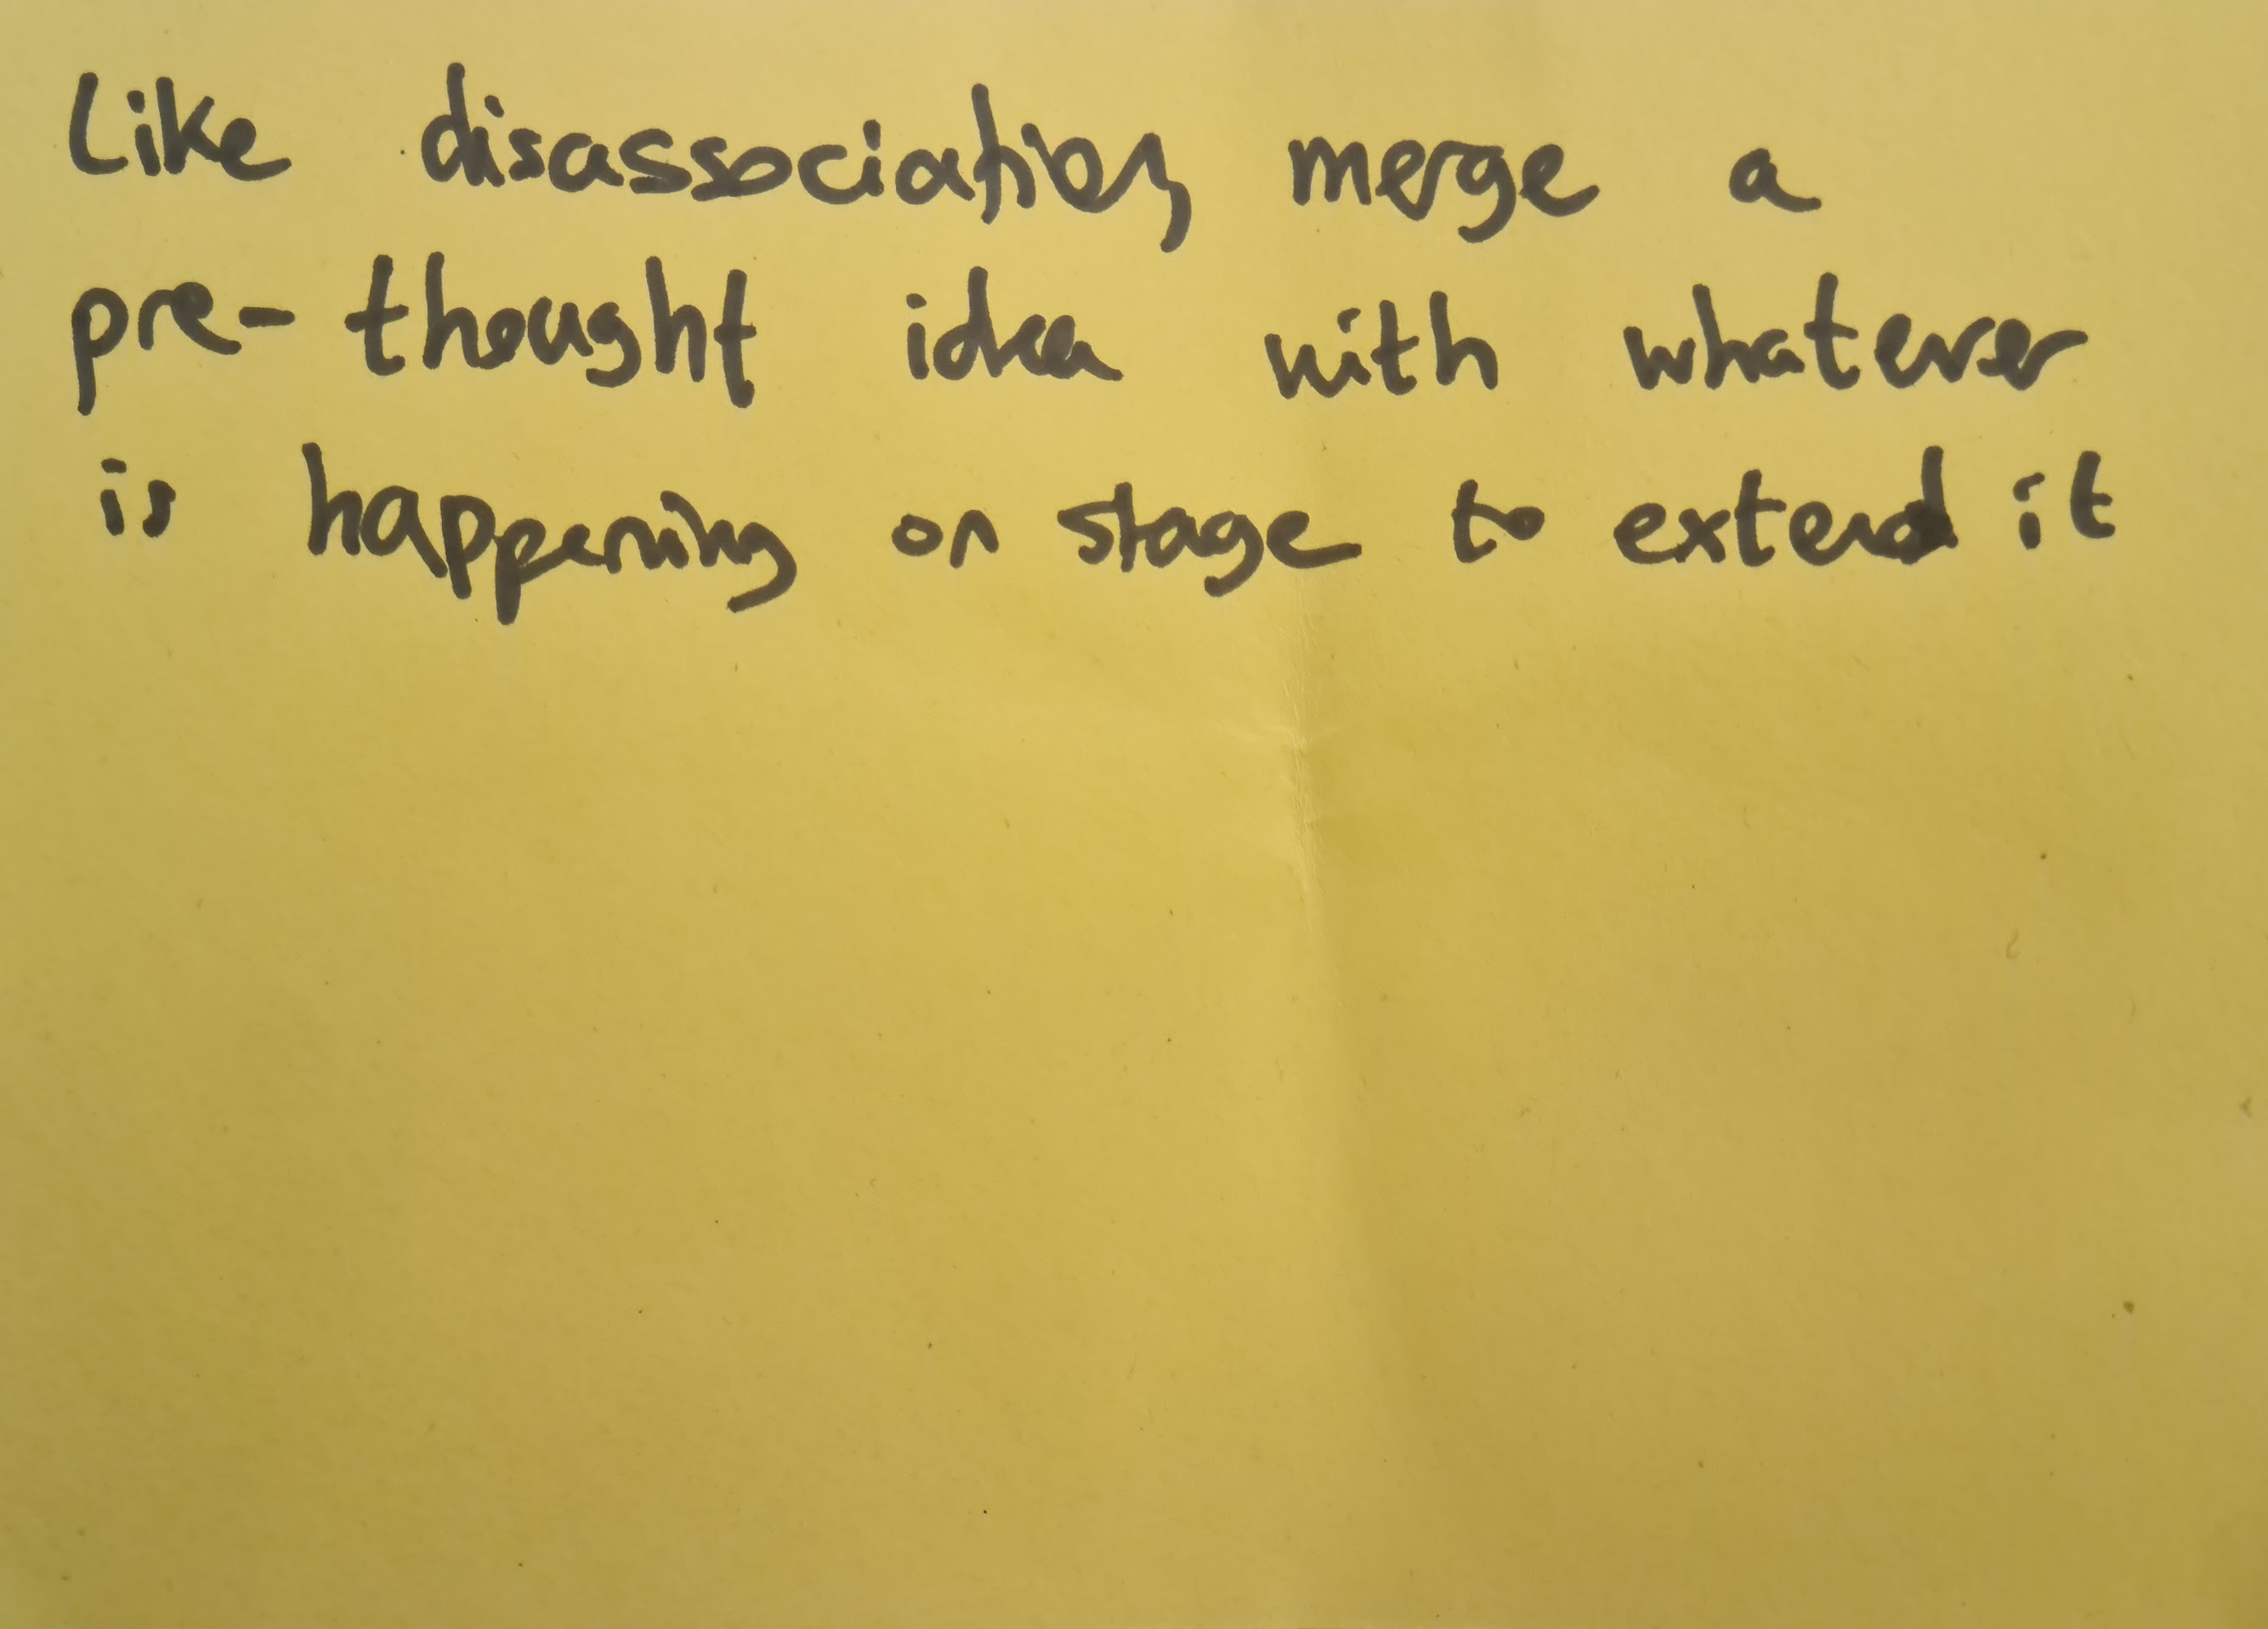 Like disassociation, merge a
pre-thought idea with whatever
is happening on stage to extend it